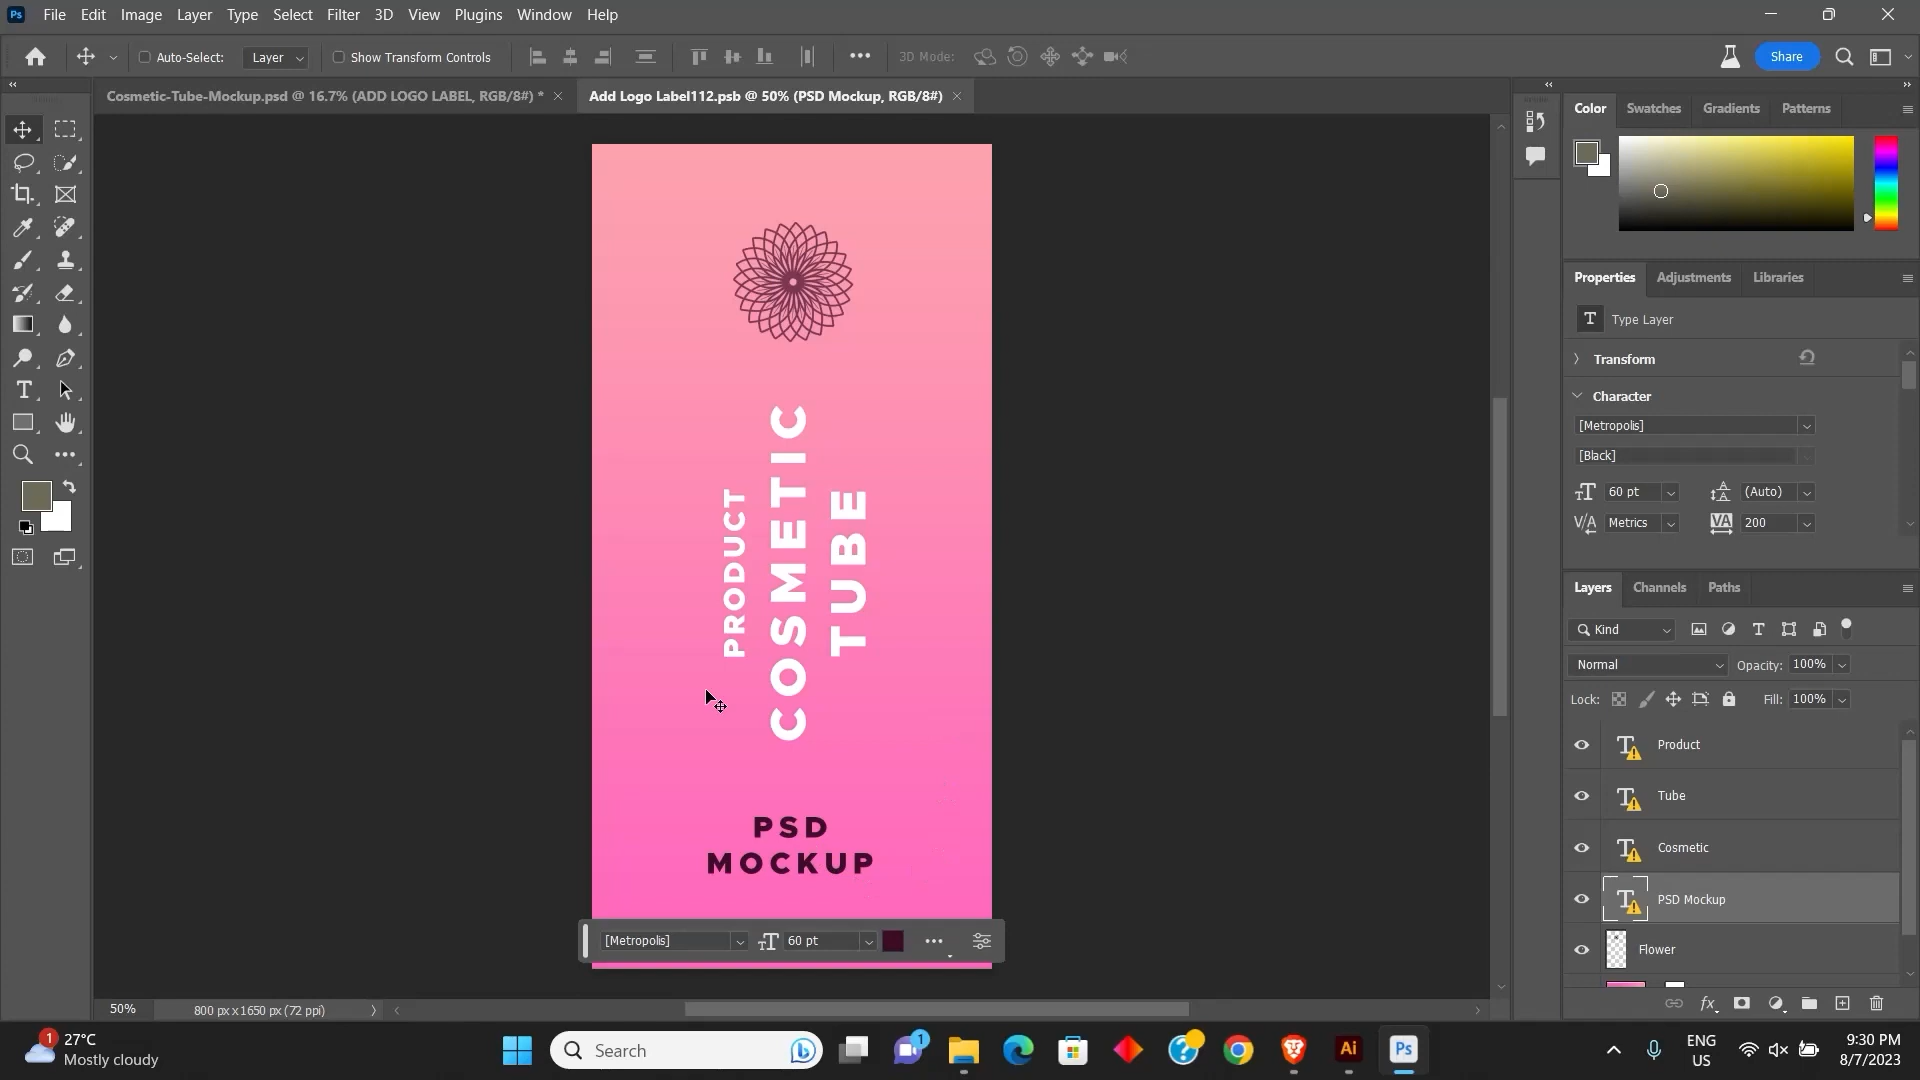 Ps File Edit Image Layer Type Select Filter 3D View Plugins Window Help
Auto-Select: Layer Show Transform Controls 3D Mode: Share
Cosmetic-Tube-Mockup.psd @ 16.7% (ADD LOGO LABEL, RGB/8#) *
Add Logo Label112.psb @ 50% (PSD Mockup, RGB/8#)
PRODUCT
COSMETIC
TUBE
PSD
MOCKUP
[Metropolis] 60 pt
50% 800 px x 1650 px (72 ppi)
Color Swatches Gradients Patterns
Properties Adjustments Libraries
Type Layer
Transform
Character
[Metropolis]
[Black]
60 pt (Auto)
Metrics 200
Layers Channels Paths
Kind
Normal Opacity: 100%
Lock: Fill: 100%
Product
Tube
Cosmetic
PSD Mockup
Flower
1
27°C
Mostly cloudy
Search
1
Ai
Ps
ENG
US
9:30 PM
8/7/2023